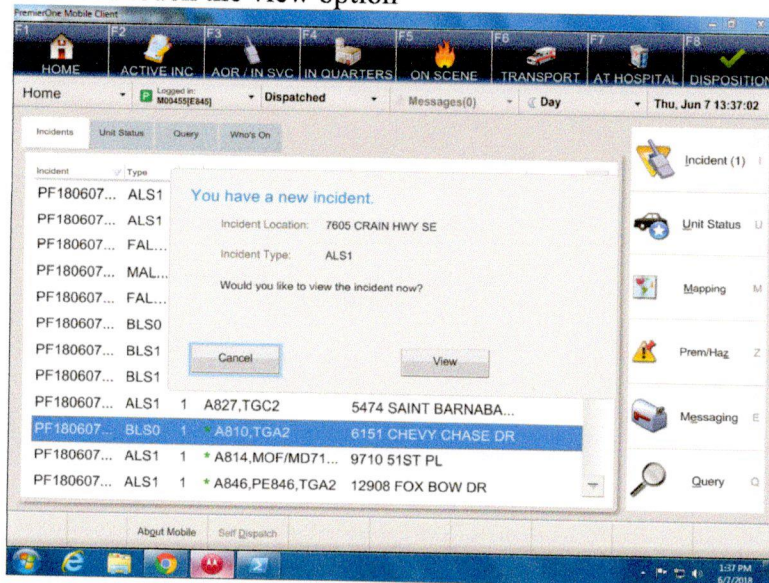 PremierOne Mobile Client
F1 F2 F3 F4 F5 F6 F7 F8
HOME ACTIVE INC AOR / IN SVC IN QUARTERS ON SCENE TRANSPORT AT HOSPITAL DISPOSITION
Home P Logged in: M00455[E845] Dispatched Messages(0) Day Thu, Jun 7 13:37:02
Incidents Unit Status Query Who's On
Incident Type
PF180607... ALS1
PF180607... ALS1
PF180607... FAL...
PF180607... MAL...
PF180607... FAL...
PF180607... BLS0
PF180607... BLS1
PF180607... BLS1
PF180607... ALS1 1 A827,TGC2 5474 SAINT BARNABA...
PF180607... BLS0 1 * A810,TGA2 6151 CHEVY CHASE DR
PF180607... ALS1 1 * A814,MOF/MD71... 9710 51ST PL
PF180607... ALS1 1 * A846,PE846,TGA2 12908 FOX BOW DR
You have a new incident.
Incident Location: 7605 CRAIN HWY SE
Incident Type: ALS1
Would you like to view the incident now?
Cancel View
Incident (1) I
Unit Status U
Mapping M
Prem/Haz Z
Messaging E
Query Q
About Mobile Self Dispatch
1:37 PM
6/7/2018